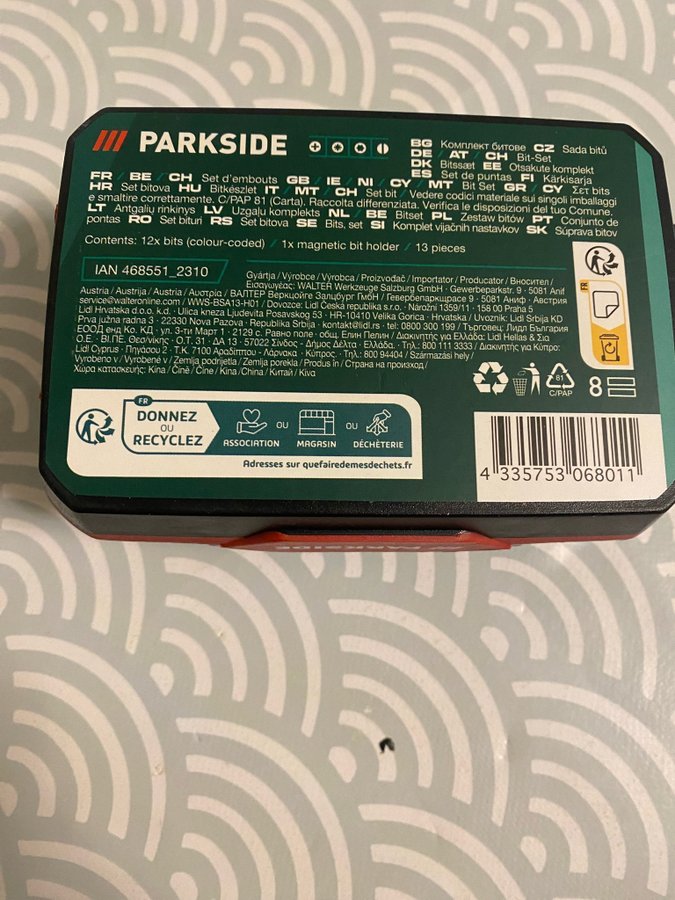 PARKSIDE
BG Комплект битове CZ Sada bitů
DE / AT / CH Bit-Set
DK Bitssæt EE Otsakute komplekt
ES Set de puntas FI Kärkisarja
FR / BE / CH Set d'embouts GB / IE / NI / CY / MT Bit Set GR / CY Σετ bits
HR Set bitova HU Bitkészlet IT / MT / CH Set bit / Vedere codici materiale sui singoli imballaggi
e smaltire correttamente. C/PAP 81 (Carta). Raccolta differenziata. Verifica le disposizioni del tuo Comune.
LT Antgalių rinkinys LV Uzgaļu komplekts NL / BE Bitset PL Zestaw bitów PT Conjunto de
pontas RO Set bituri RS Set bitova SE Bits, set SI Komplet vijačnih nastavkov SK Súprava bitov
Contents: 12x bits (colour-coded) / 1x magnetic bit holder / 13 pieces
IAN 468551_2310
Gyártja / Výrobce / Výrobca / Proizvođač / Importator / Producator / Вносител /
Εισαγωγέας: WALTER Werkzeuge Salzburg GmbH · Gewerbeparkstr. 9 · 5081 Anif
Austria / Austrija / Austria / Австрия / ВАЛТЕР Веркцойге Залцбург ГмбН / Гевербепаркщрасе 9 · 5081 Аниф · Австрия
service@walteronline.com / WWS-BSA13-H01 / Dovozce: Lidl Česká republika s.r.o. · Nárožní 1359/11 · 158 00 Praha 5
Lidl Hrvatska d.o.o. k.d. · Ulica kneza Ljudevita Posavskog 53 · HR-10410 Velika Gorica · Hrvatska / Uvoznik: Lidl Srbija KD
Prva južna radna 3 · 22330 Nova Pazova · Republika Srbija · kontakt@lidl.rs · tel: 0800 300 199 / Търговец: Лидл България
ЕООД енд Ко. КД · ул. 3-ти Март 1 · 2129 с. Равно поле · общ. Елин Пелин / Διακινητής για Ελλάδα: Lidl Hellas & Σια
Ο.Ε. · ΒΙ.ΠΕ. Θεσ/νίκης · Ο.Τ. 31 · ΔΑ 13 · 57022 Σίνδος · Δήμος Δέλτα · Ελλάδα. · Τηλ.: 800 111 3333 / Διακινητής για Κύπρο:
Lidl Cyprus · Πηγάσου 2 · Τ.Κ. 7100 Αραδίππου · Λάρνακα · Κύπρος · Τηλ.: 800 94404 / Származási hely /
Vyrobeno v / Vyrobené v / Zemlja podrijetla / Zemlja porekla / Produs in / Страна на произход /
Χώρα κατασκευής: Kína / Čína / Čína / Kina / Kina / China / Китай / Κίνα
FR
81
C/PAP
8
FR
DONNEZ
OU
RECYCLEZ
ASSOCIATION
OU
MAGASIN
OU
DÉCHÈTERIE
Adresses sur quefairedemesdechets.fr
4 335753 068011
PARKSIDE